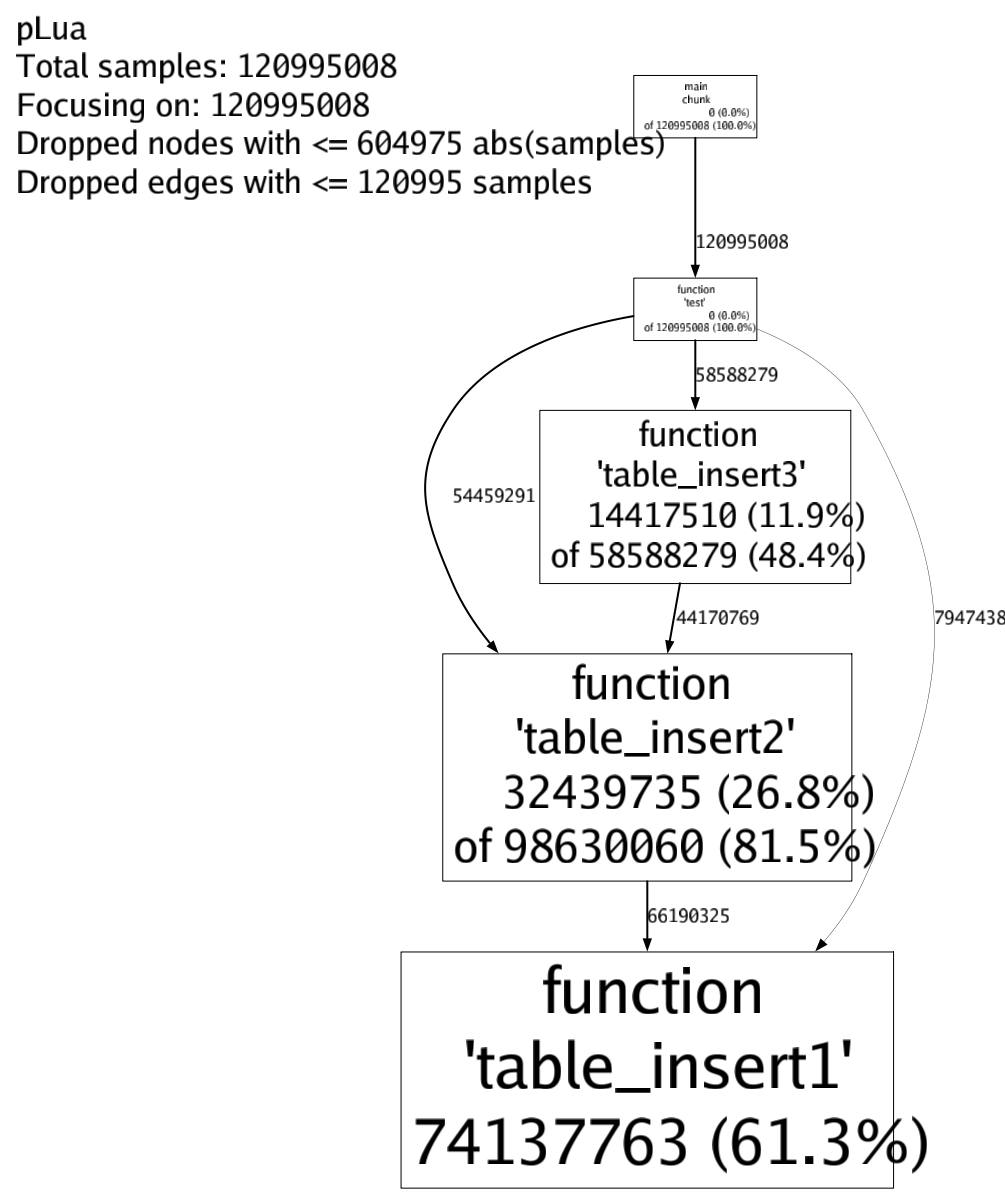 pLua
Total samples: 120995008
Focusing on: 120995008
Dropped nodes with <= 604975 abs(samples)
Dropped edges with <= 120995 samples
main
chunk
0 (0.0%)
of 120995008 (100.0%)
120995008
function
'test'
0 (0.0%)
of 120995008 (100.0%)
58588279
function
'table_insert3'
14417510 (11.9%)
of 58588279 (48.4%)
54459291
44170769
7947438
function
'table_insert2'
32439735 (26.8%)
of 98630060 (81.5%)
66190325
function
'table_insert1'
74137763 (61.3%)